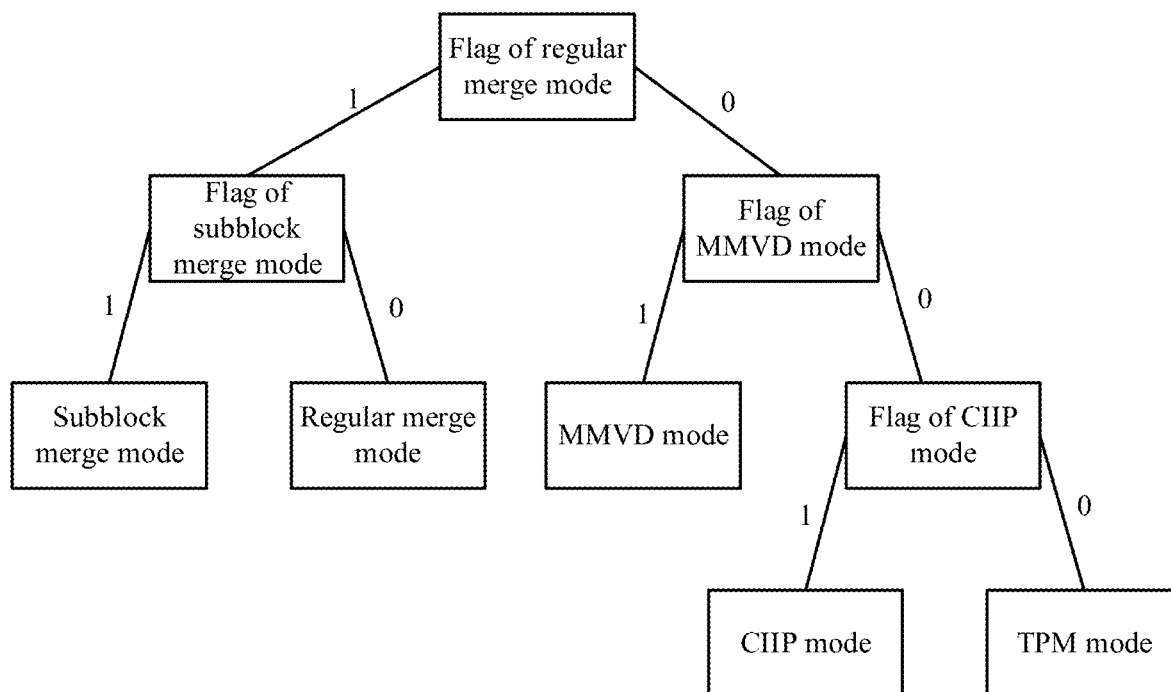 Flag of regular
merge mode
1
0
Flag of
subblock
merge mode
Flag of
MMVD mode
1
0
1
0
Subblock
merge mode
Regular merge
mode
MMVD mode
Flag of CIIP
mode
1
0
CIIP mode
TPM mode